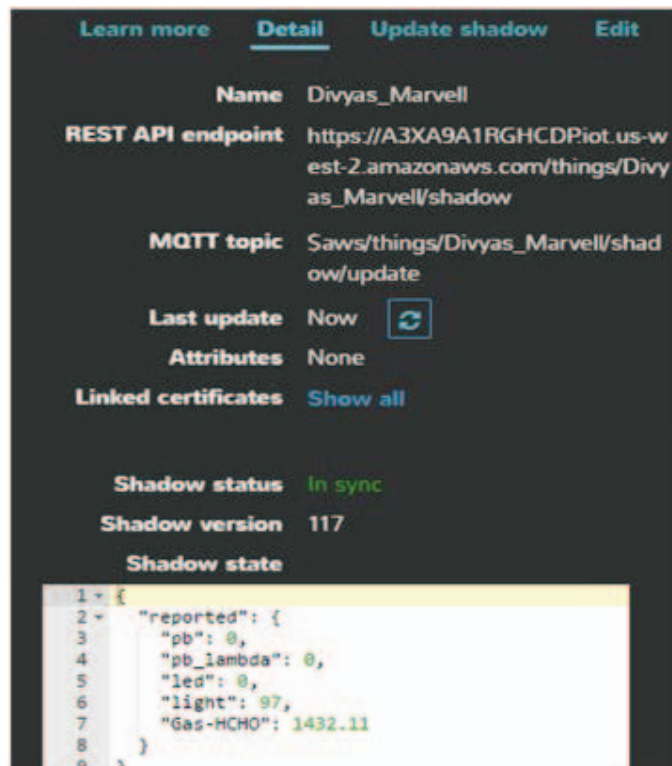 Learn more Detail Update shadow Edit
Name Divyas_Marvell
REST API endpoint https://A3XA9A1RGHCDP.iot.us-w
est-2.amazonaws.com/things/Divy
as_Marvell/shadow
MQTT topic $aws/things/Divyas_Marvell/shad
ow/update
Last update Now
Attributes None
Linked certificates Show all
Shadow status In sync
Shadow version 117
Shadow state
1 {
2 "reported": {
3 "pb": 0,
4 "pb_lambda": 0,
5 "led": 0,
6 "light": 97,
7 "Gas-HCHO": 1432.11
8 }
9 }